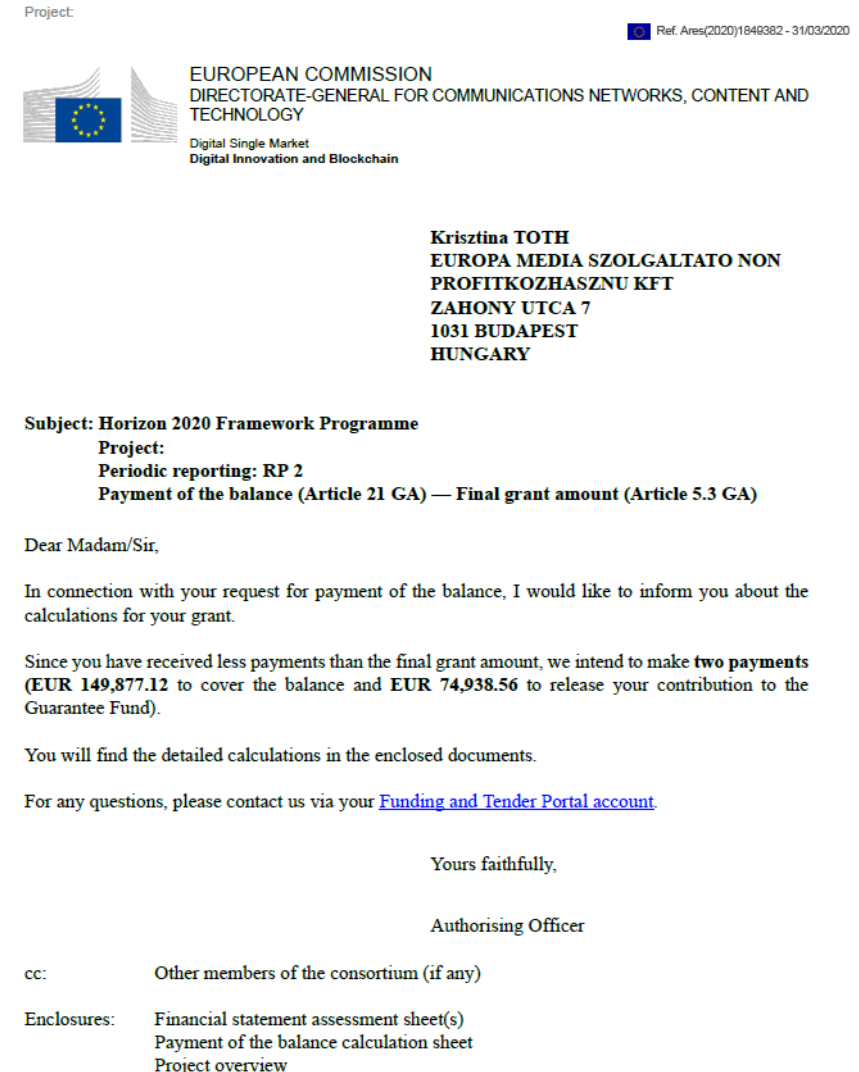 Project:
Ref. Ares(2020)1849382 - 31/03/2020
EUROPEAN COMMISSION
DIRECTORATE-GENERAL FOR COMMUNICATIONS NETWORKS, CONTENT AND
TECHNOLOGY
Digital Single Market
Digital Innovation and Blockchain
Krisztina TOTH
EUROPA MEDIA SZOLGALTATO NON
PROFITKOZHASZNU KFT
ZAHONY UTCA 7
1031 BUDAPEST
HUNGARY
Subject: Horizon 2020 Framework Programme
Project:
Periodic reporting: RP 2
Payment of the balance (Article 21 GA) — Final grant amount (Article 5.3 GA)
Dear Madam/Sir,
In connection with your request for payment of the balance, I would like to inform you about the
calculations for your grant.
Since you have received less payments than the final grant amount, we intend to make two payments
(EUR 149,877.12 to cover the balance and EUR 74,938.56 to release your contribution to the
Guarantee Fund).
You will find the detailed calculations in the enclosed documents.
For any questions, please contact us via your Funding and Tender Portal account.
Yours faithfully,
Authorising Officer
cc: Other members of the consortium (if any)
Enclosures: Financial statement assessment sheet(s)
Payment of the balance calculation sheet
Project overview